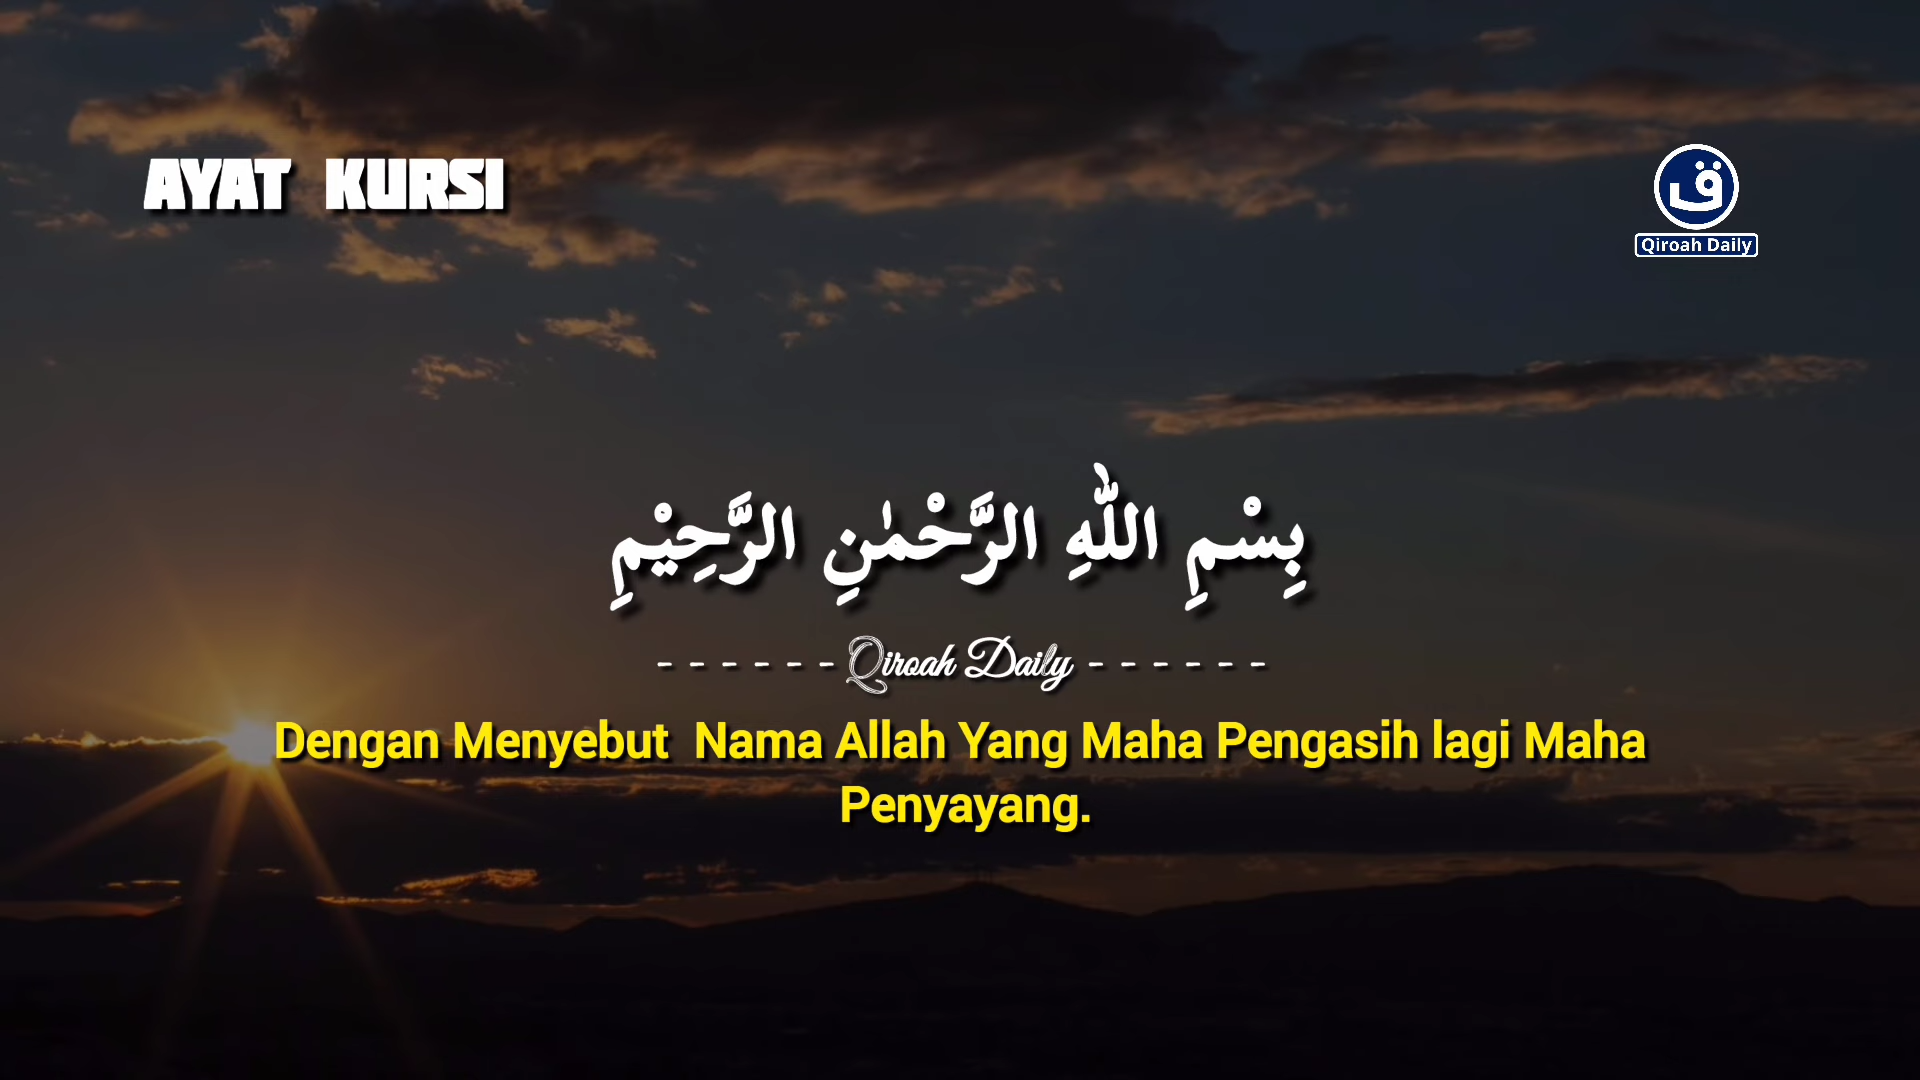 AYAT KURSI
ق
Qiroah Daily
بِسْمِ اللّٰهِ الرَّحْمٰنِ الرَّحِيْمِ
- - - - - - Qiroah Daily - - - - - -
Dengan Menyebut  Nama Allah Yang Maha Pengasih lagi Maha
Penyayang.